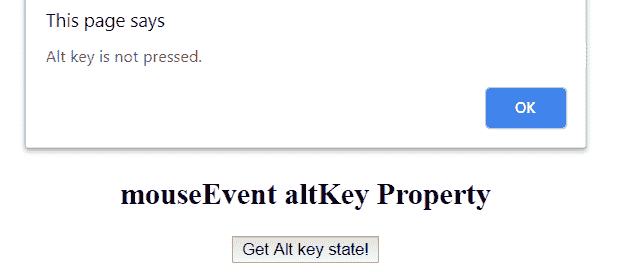 This page says
Alt key is not pressed.
OK
mouseEvent altKey Property
Get Alt key state!